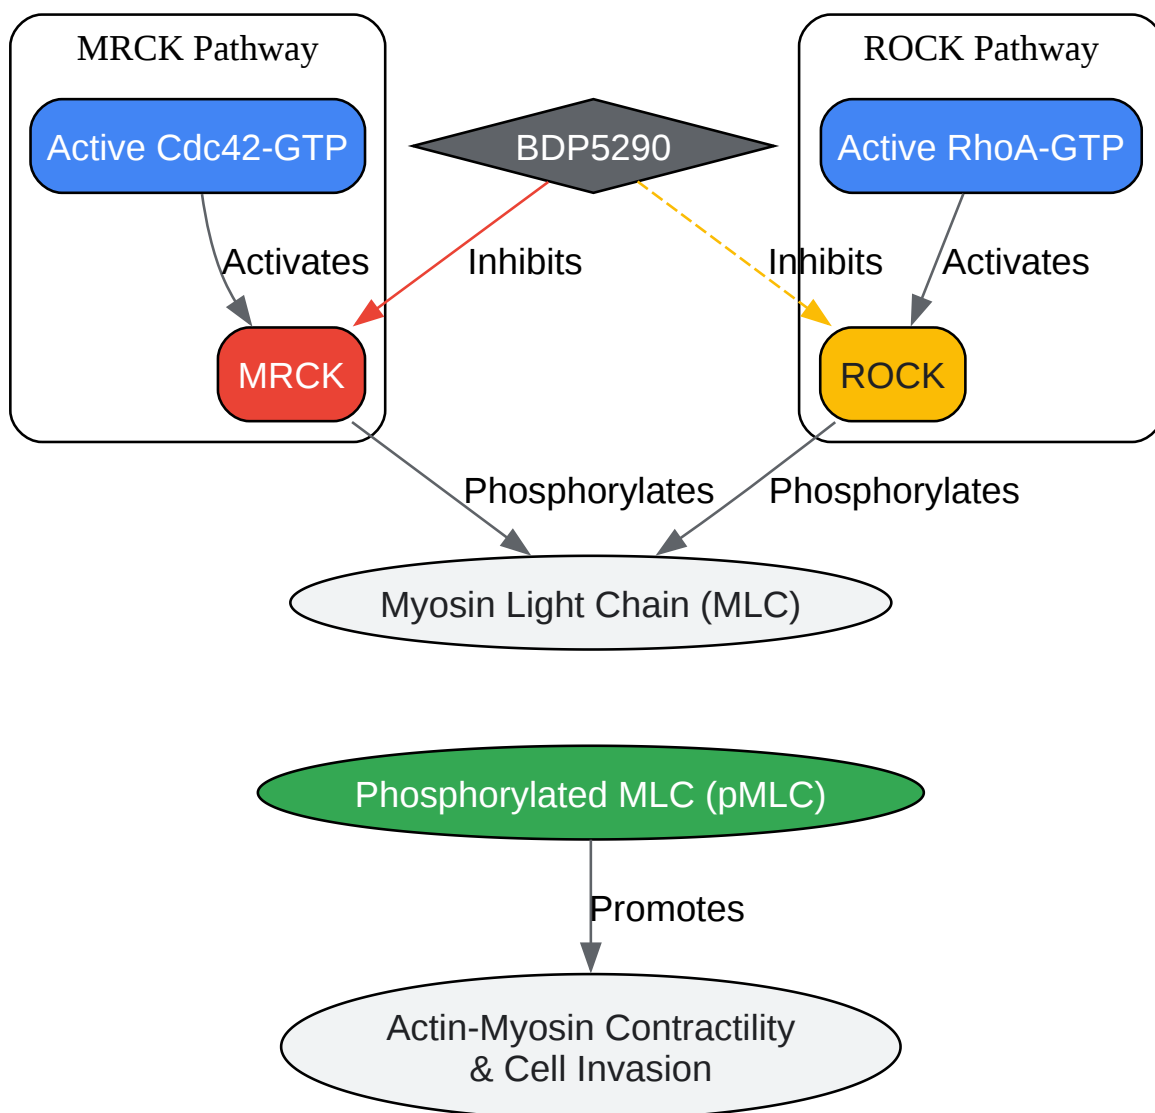 MRCK Pathway
ROCK Pathway
Active Cdc42-GTP
BDP5290
Active RhoA-GTP
Activates
Inhibits
Inhibits
Activates
MRCK
ROCK
Phosphorylates
Phosphorylates
Myosin Light Chain (MLC)
Phosphorylated MLC (pMLC)
Promotes
Actin-Myosin Contractility
& Cell Invasion